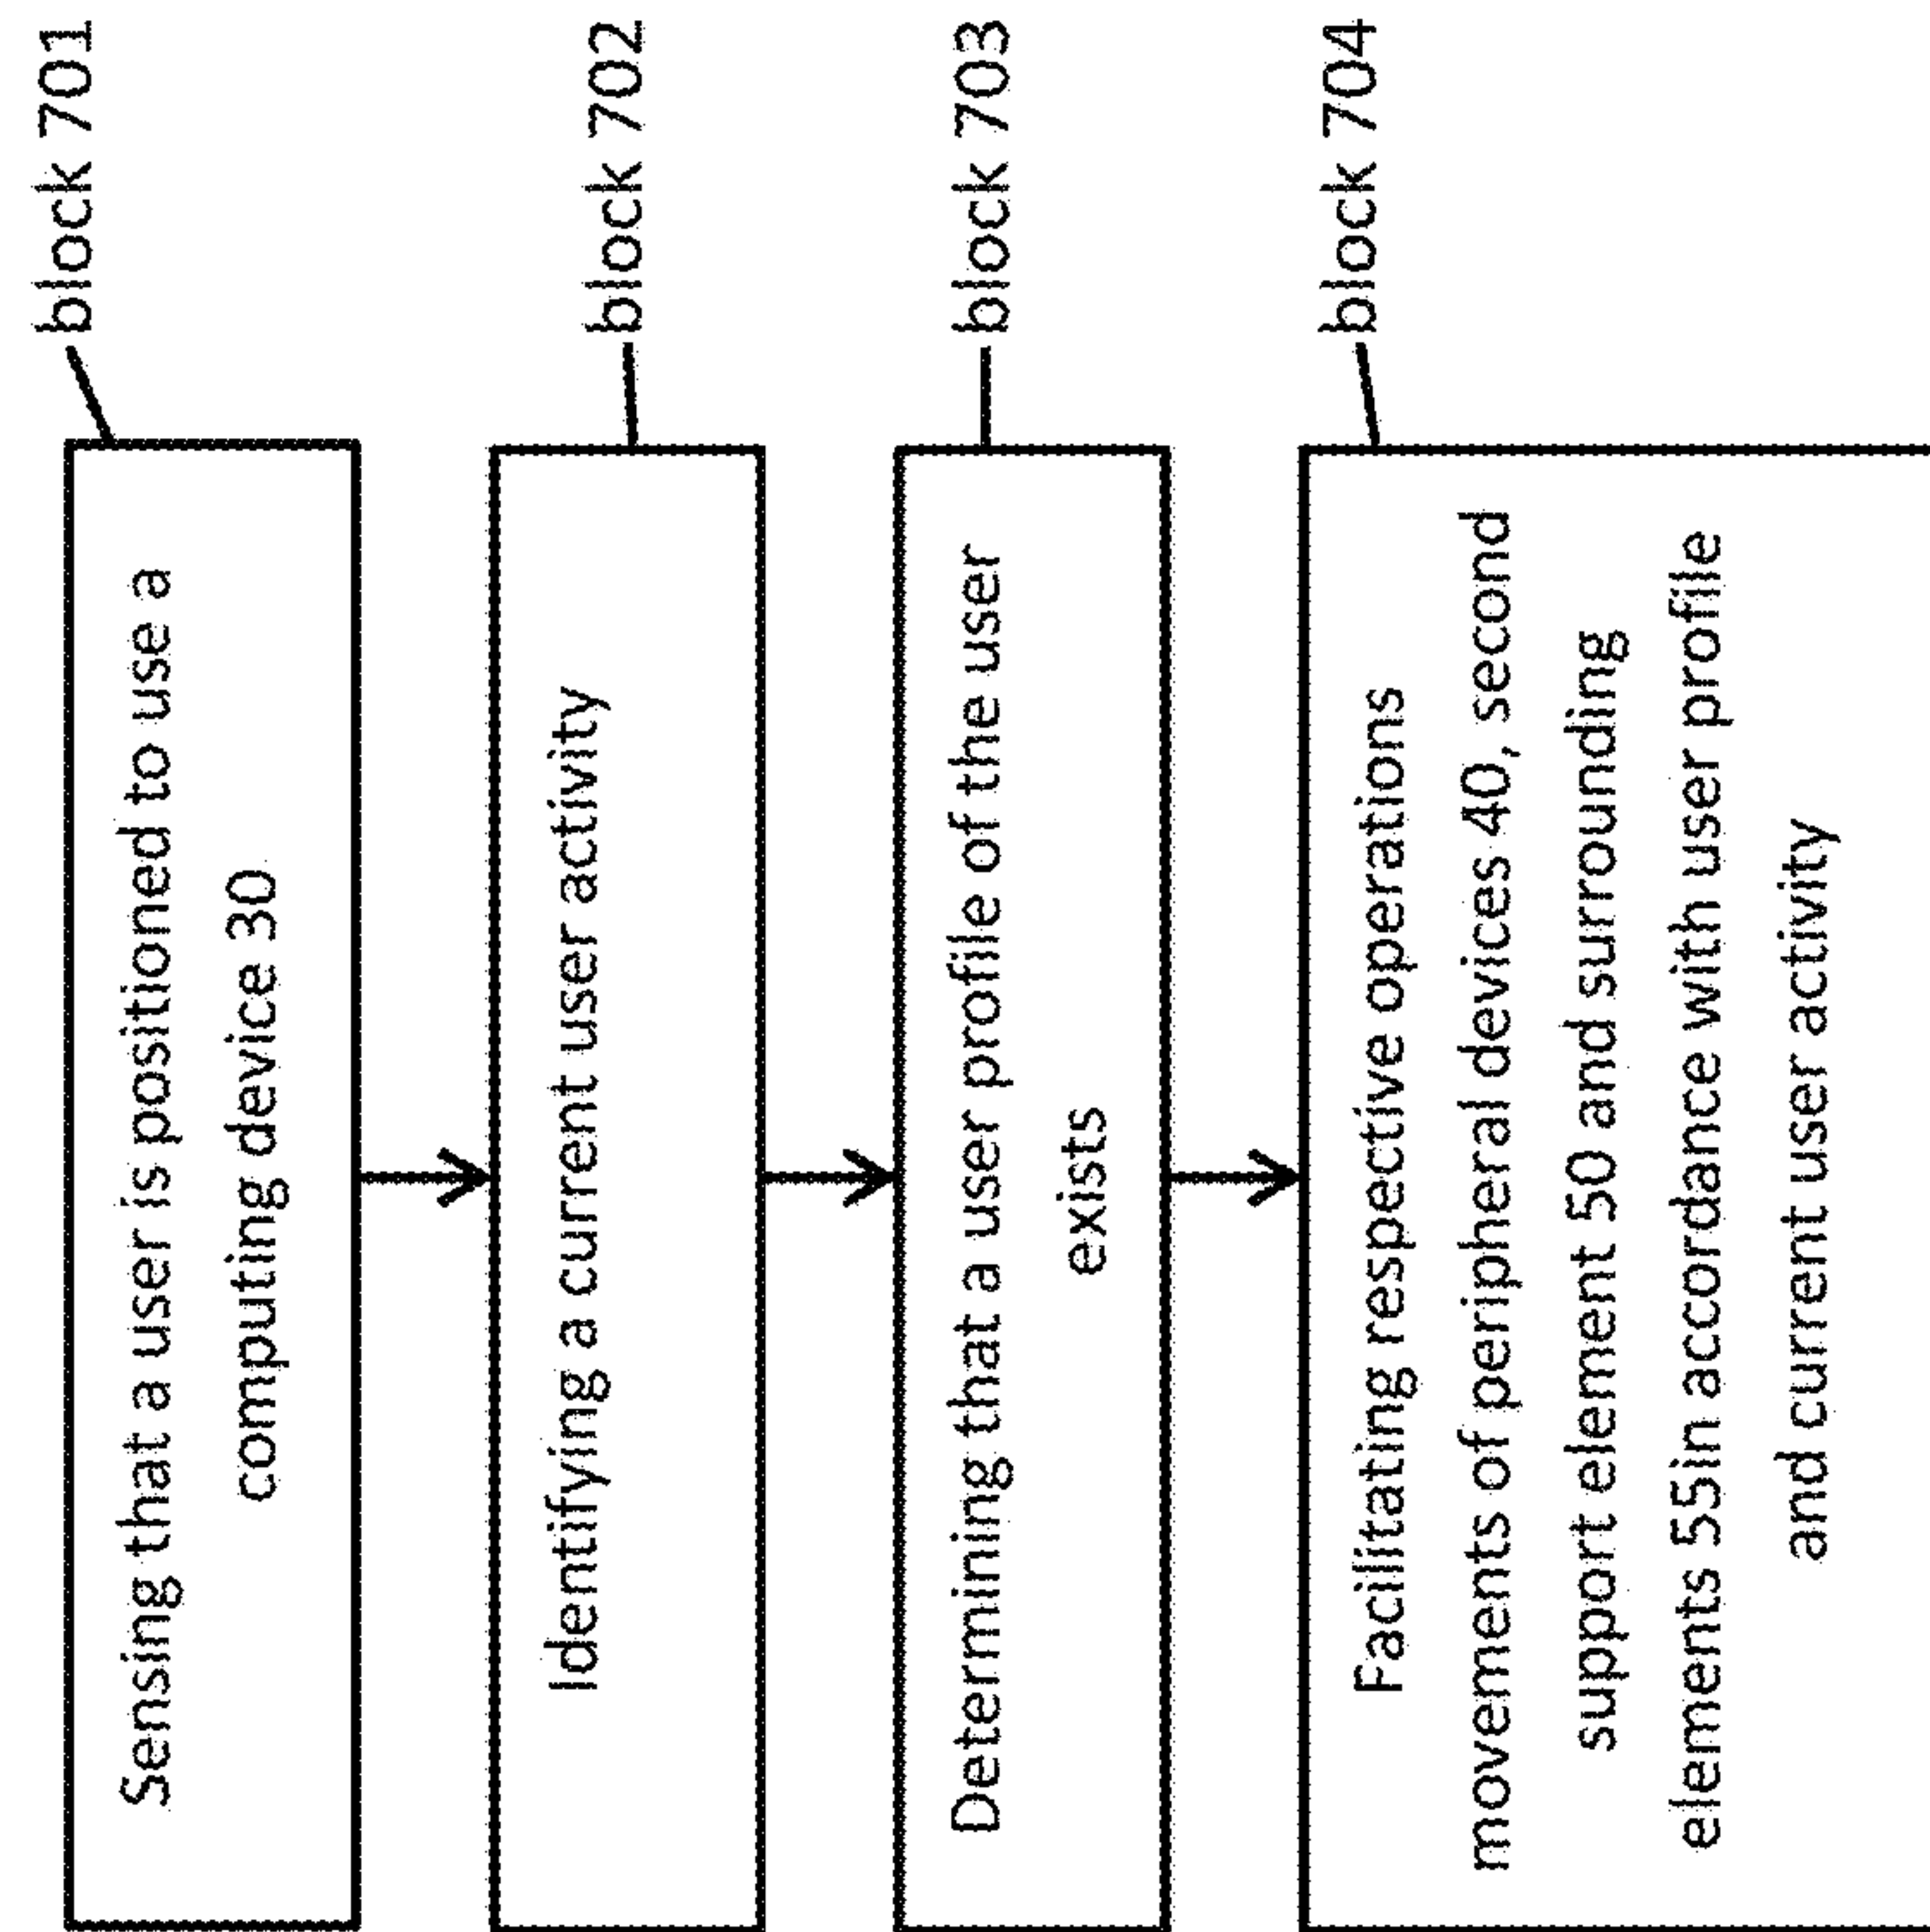 Sensing that a user is positioned to use a
computing device 30
block 701
Identifying a current user activity
block 702
Determining that a user profile of the user
exists
block 703
Facilitating respective operations
movements of peripheral devices 40, second
support element 50 and surrounding
elements 55in accordance with user profile
and current user activity
block 704